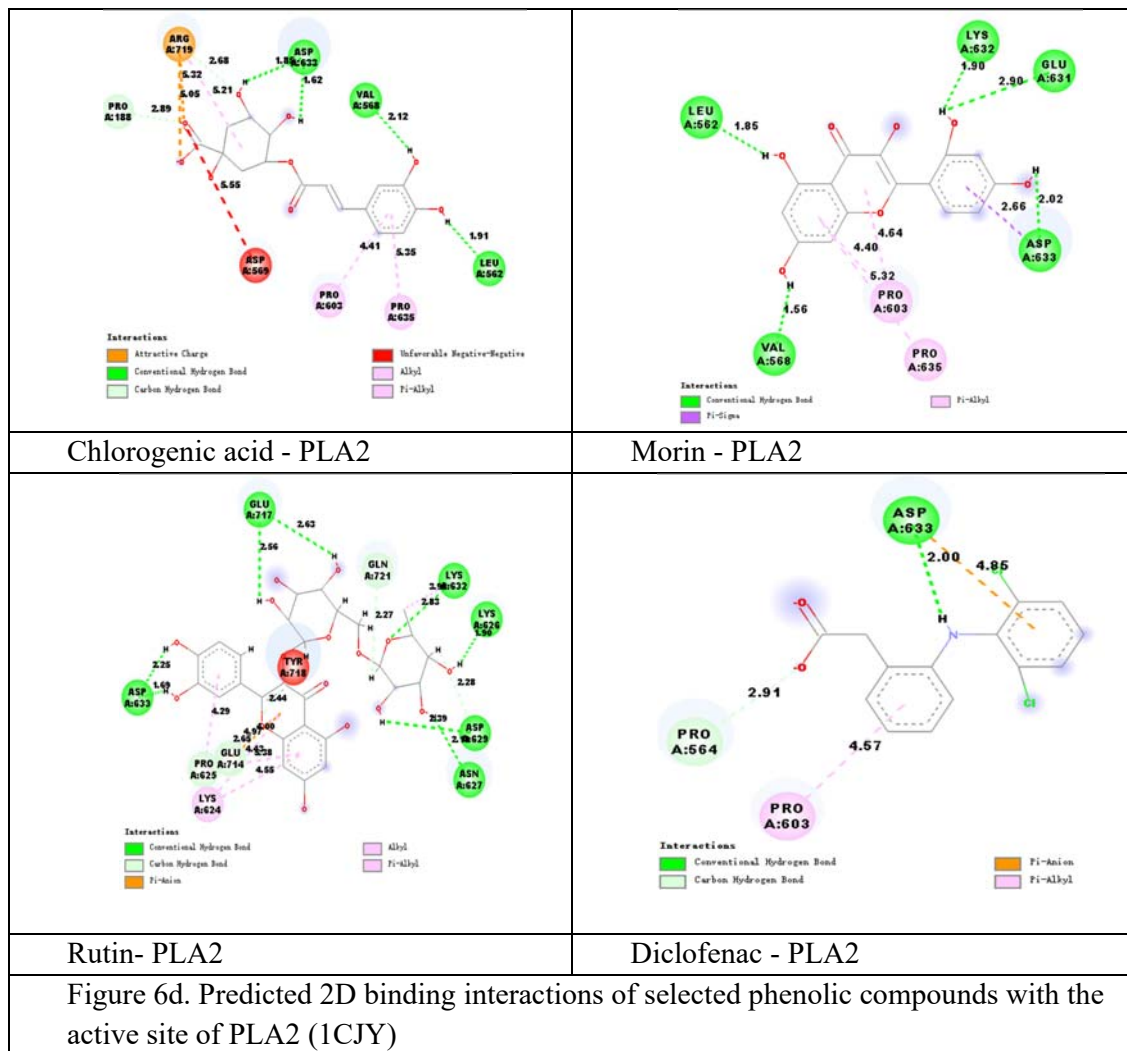 ARG
A:719
2.68
5.32
5.21
5.05
PRO
A:188
2.89
ASP
A:633
1.62
VAL
A:568
2.12
5.55
ASP
A:569
4.41
5.35
1.91
LEU
A:562
PRO
A:603
PRO
A:635
H
H
H
H
O
O
O
O
O
Interactions
Attractive Charge
Conventional Hydrogen Bond
Carbon Hydrogen Bond
Unfavorable Negative-Negative
Alkyl
Pi-Alkyl
LYS
A:632
1.90
GLU
A:631
2.90
LEU
A:562
1.85
2.02
2.66
ASP
A:633
4.64
4.40
5.32
PRO
A:603
1.56
VAL
A:568
PRO
A:635
H
H
H
H
O
O
O
O
O
Interactions
Conventional Hydrogen Bond
Pi-Sigma
Pi-Alkyl
Chlorogenic acid - PLA2
Morin - PLA2
GLU
A:717
2.63
2.56
GLN
A:721
2.27
LYS
A:632
2.83
LYS
A:626
1.90
2.28
TYR
A:718
2.44
2.25
1.69
ASP
A:633
4.29
4.97
2.65
PRO
A:625
GLU
A:714
4.55
LYS
A:624
ASP
A:629
ASN
A:627
Interactions
Conventional Hydrogen Bond
Carbon Hydrogen Bond
Pi-Anion
Alkyl
Pi-Alkyl
ASP
A:633
2.00
4.85
Cl
H
N
-O
O
Cl
2.91
PRO
A:564
4.57
PRO
A:603
Interactions
Conventional Hydrogen Bond
Carbon Hydrogen Bond
Pi-Anion
Pi-Alkyl
Rutin- PLA2
Diclofenac - PLA2
Figure 6d. Predicted 2D binding interactions of selected phenolic compounds with the
active site of PLA2 (1CJY)